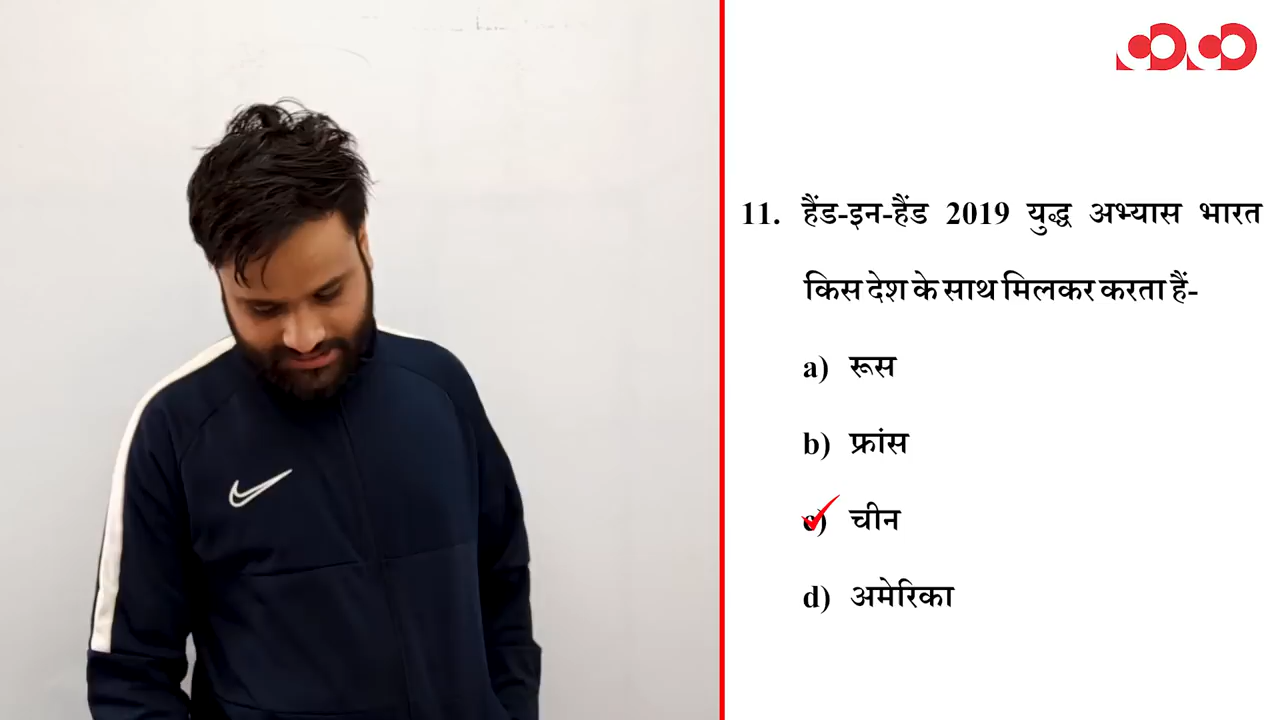 11. हैंड-इन-हैंड 2019 युद्ध अभ्यास भारत
किस देश के साथ मिलकर करता हैं-
a) रूस
b) फ्रांस
c) चीन
d) अमेरिका